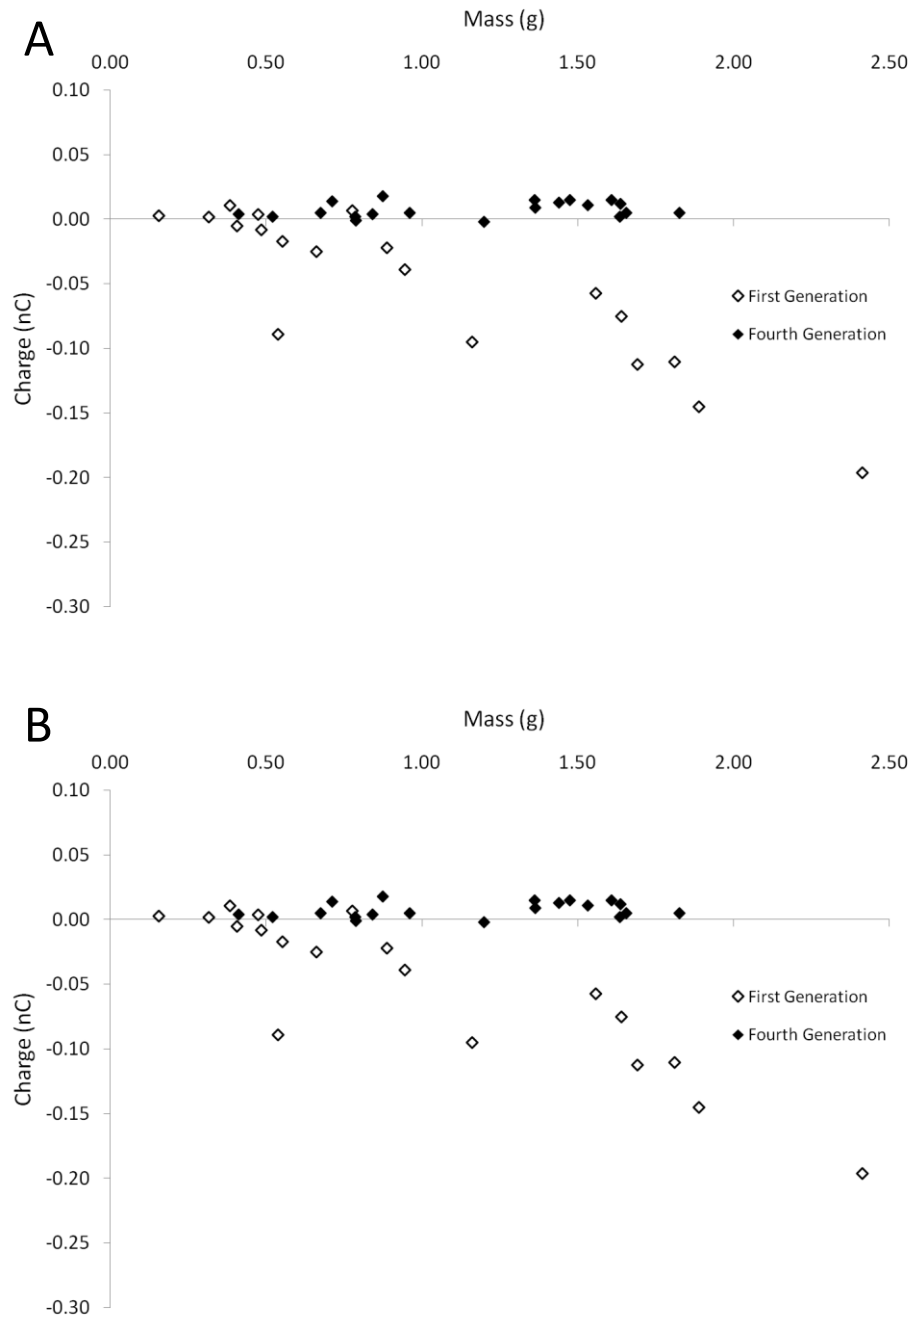 A
Mass (g)
0.00 0.50 1.00 1.50 2.00 2.50
0.10
0.05
0.00
-0.05
-0.10
-0.15
-0.20
-0.25
-0.30
Charge (nC)
First Generation
Fourth Generation
B
Mass (g)
0.00 0.50 1.00 1.50 2.00 2.50
0.10
0.05
0.00
-0.05
-0.10
-0.15
-0.20
-0.25
-0.30
Charge (nC)
First Generation
Fourth Generation